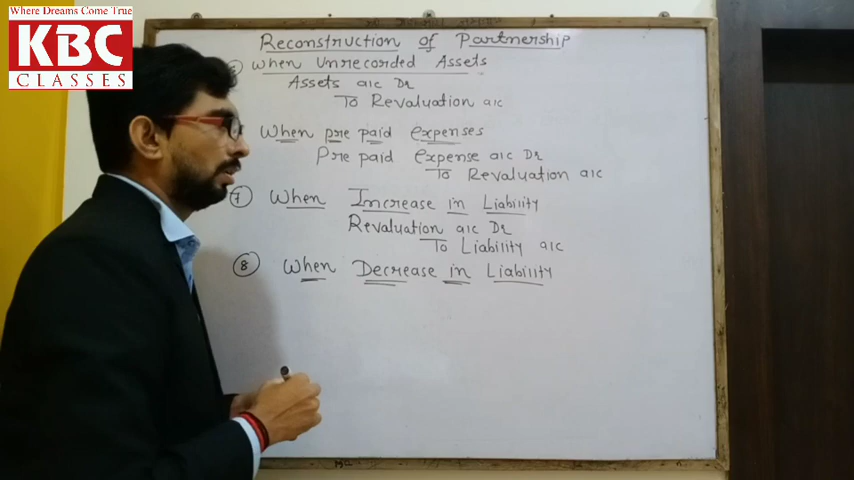 Where Dreams Come True
KBC
CLASSES
Reconstruction of Partnership
When Unrecorded Assets
Assets a/c Dr
To Revaluation a/c
When pre paid expenses
Pre paid expense a/c Dr
To Revaluation a/c
7 When Increase in Liability
Revaluation a/c Dr
To Liability a/c
8 When Decrease in Liability